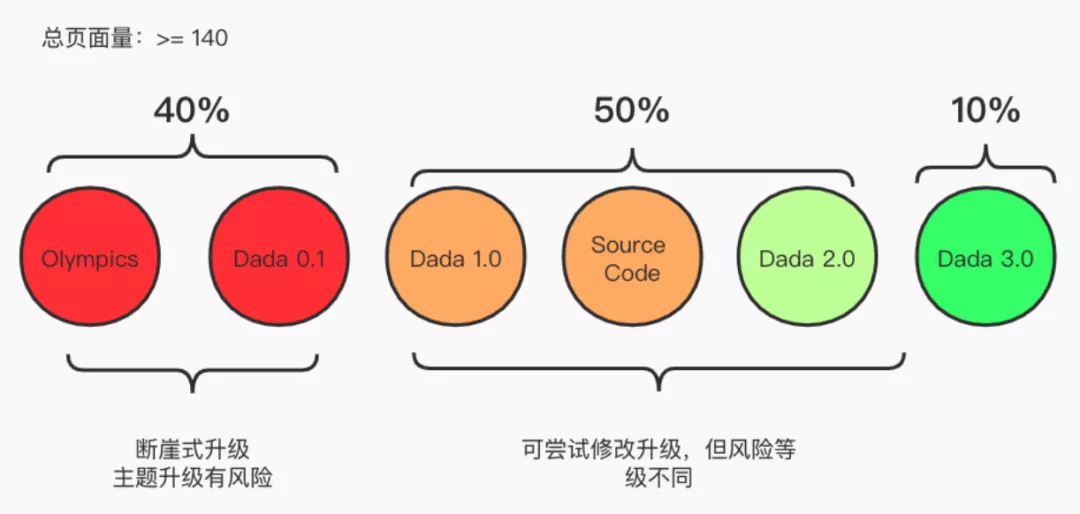 总页面量：>= 140
40%
50%
10%
Olympics
Dada 0.1
Dada 1.0
Source
Code
Dada 2.0
Dada 3.0
断崖式升级
主题升级有风险
可尝试修改升级，但风险等
级不同